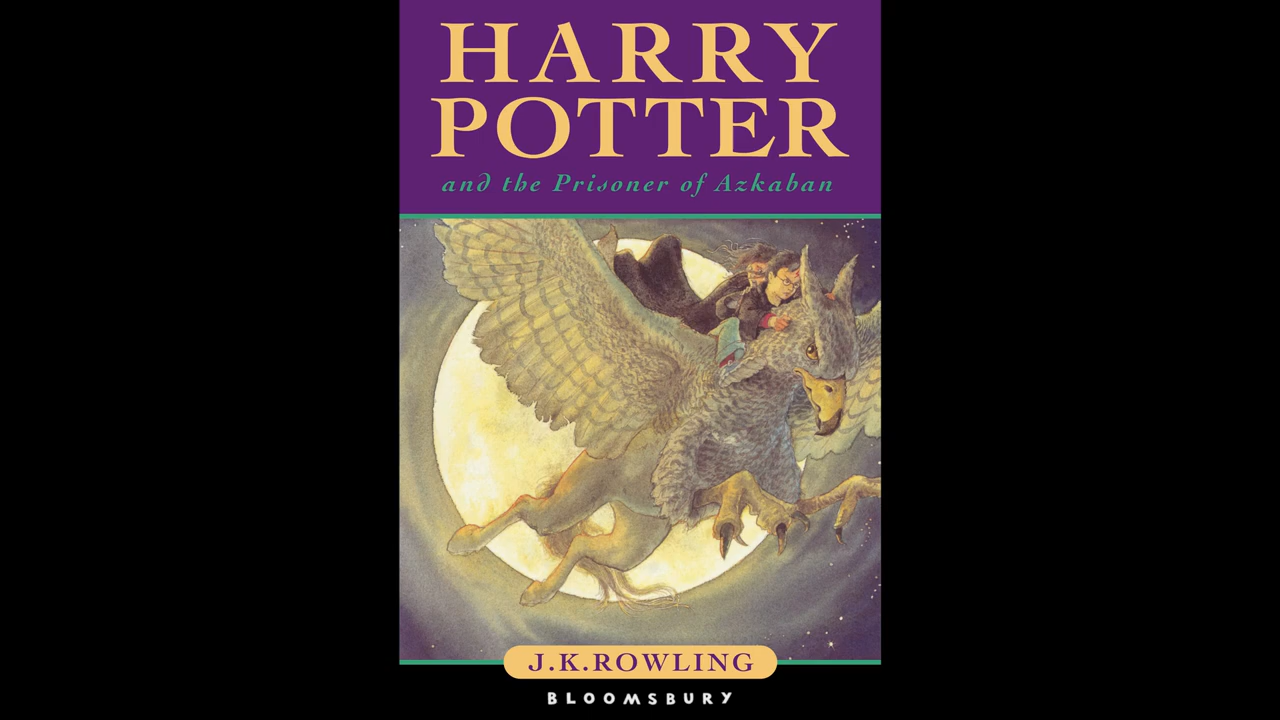 HARRY
POTTER
and the Prisoner of Azkaban
J.K.ROWLING
BLOOMSBURY